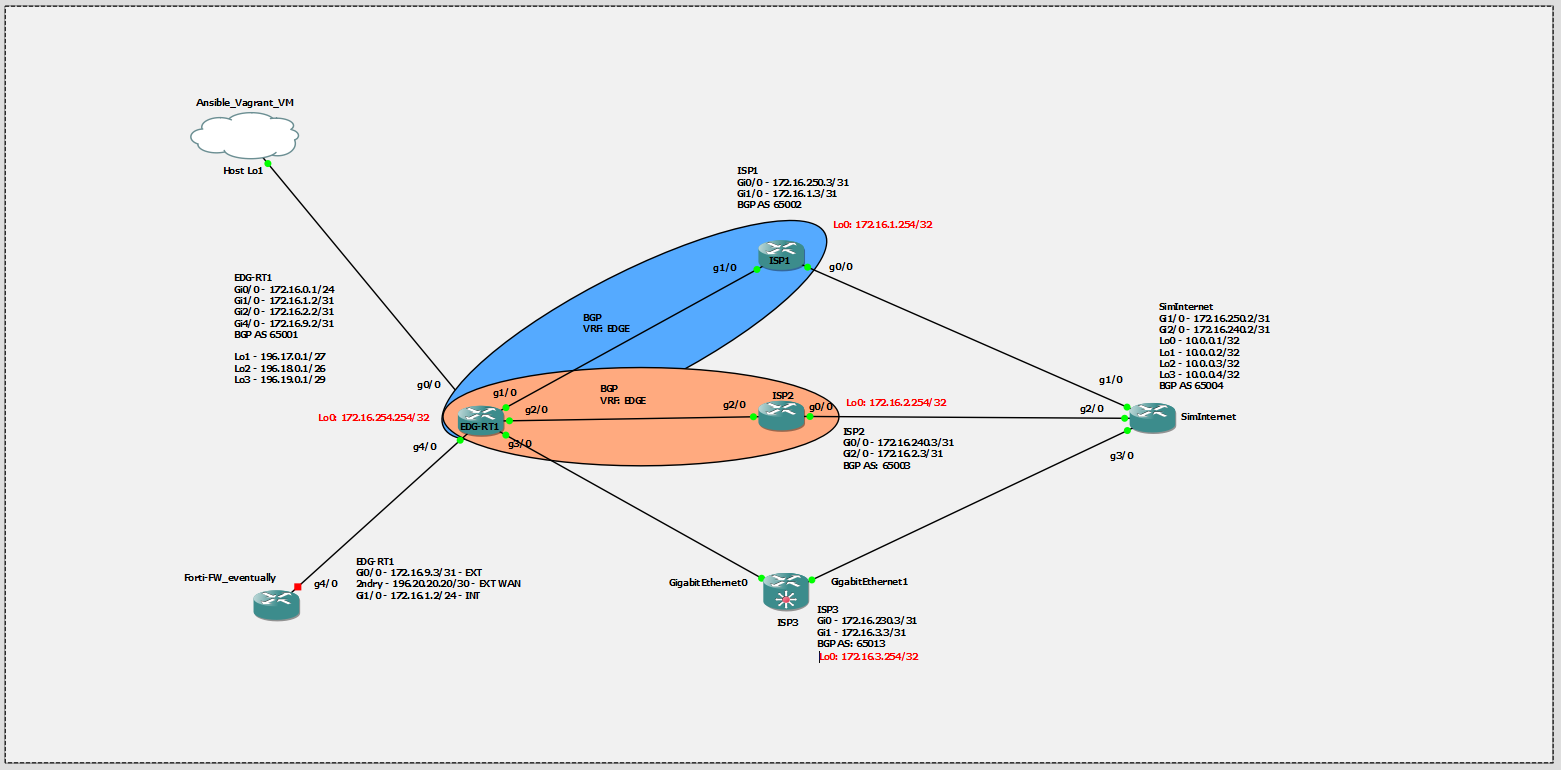 Ansible_Vagrant_VM
Host Lo1
ISP1
Gi0/0 - 172.16.250.3/31
Gi1/0 - 172.16.1.3/31
BGP AS 65002
Lo0: 172.16.1.254/32
ISP1
g1/0
g0/0
EDG-RT1
Gi0/0 - 172.16.0.1/24
Gi1/0 - 172.16.1.2/31
Gi2/0 - 172.16.2.2/31
Gi4/0 - 172.16.9.2/31
BGP AS 65001
Lo1 - 196.17.0.1/27
Lo2 - 196.18.0.1/26
Lo3 - 196.19.0.1/29
BGP
VRF: EDGE
SimInternet
Gi1/0 - 172.16.250.2/31
Gi2/0 - 172.16.240.2/31
Lo0 - 10.0.0.1/32
Lo1 - 10.0.0.2/32
Lo2 - 10.0.0.3/32
Lo3 - 10.0.0.4/32
BGP AS 65004
g0/0
g1/0
BGP
VRF: EDGE
g1/0
g2/0
g2/0
ISP2
g0/0
Lo0: 172.16.2.254/32
g2/0
SimInternet
Lo0: 172.16.254.254/32
EDG-RT1
g4/0
g3/0
ISP2
Gi0/0 - 172.16.240.3/31
Gi2/0 - 172.16.2.3/31
BGP AS: 65003
g3/0
Forti-FW_eventually
g4/0
EDG-RT1
Gi0/0 - 172.16.9.3/31 - EXT
2ndry - 196.20.20.20/30 - EXT WAN
Gi1/0 - 172.16.1.2/24 - INT
GigabitEthernet0
GigabitEthernet1
ISP3
ISP3
Gi0 - 172.16.230.3/31
Gi1 - 172.16.3.3/31
BGP AS: 65013
Lo0: 172.16.3.254/32